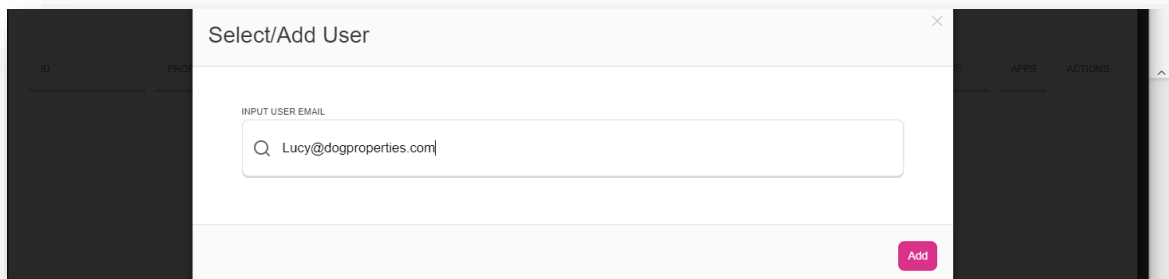 Select/Add User
ID
APPS
ACTIONS
INPUT USER EMAIL
Lucy@dogproperties.com
Add